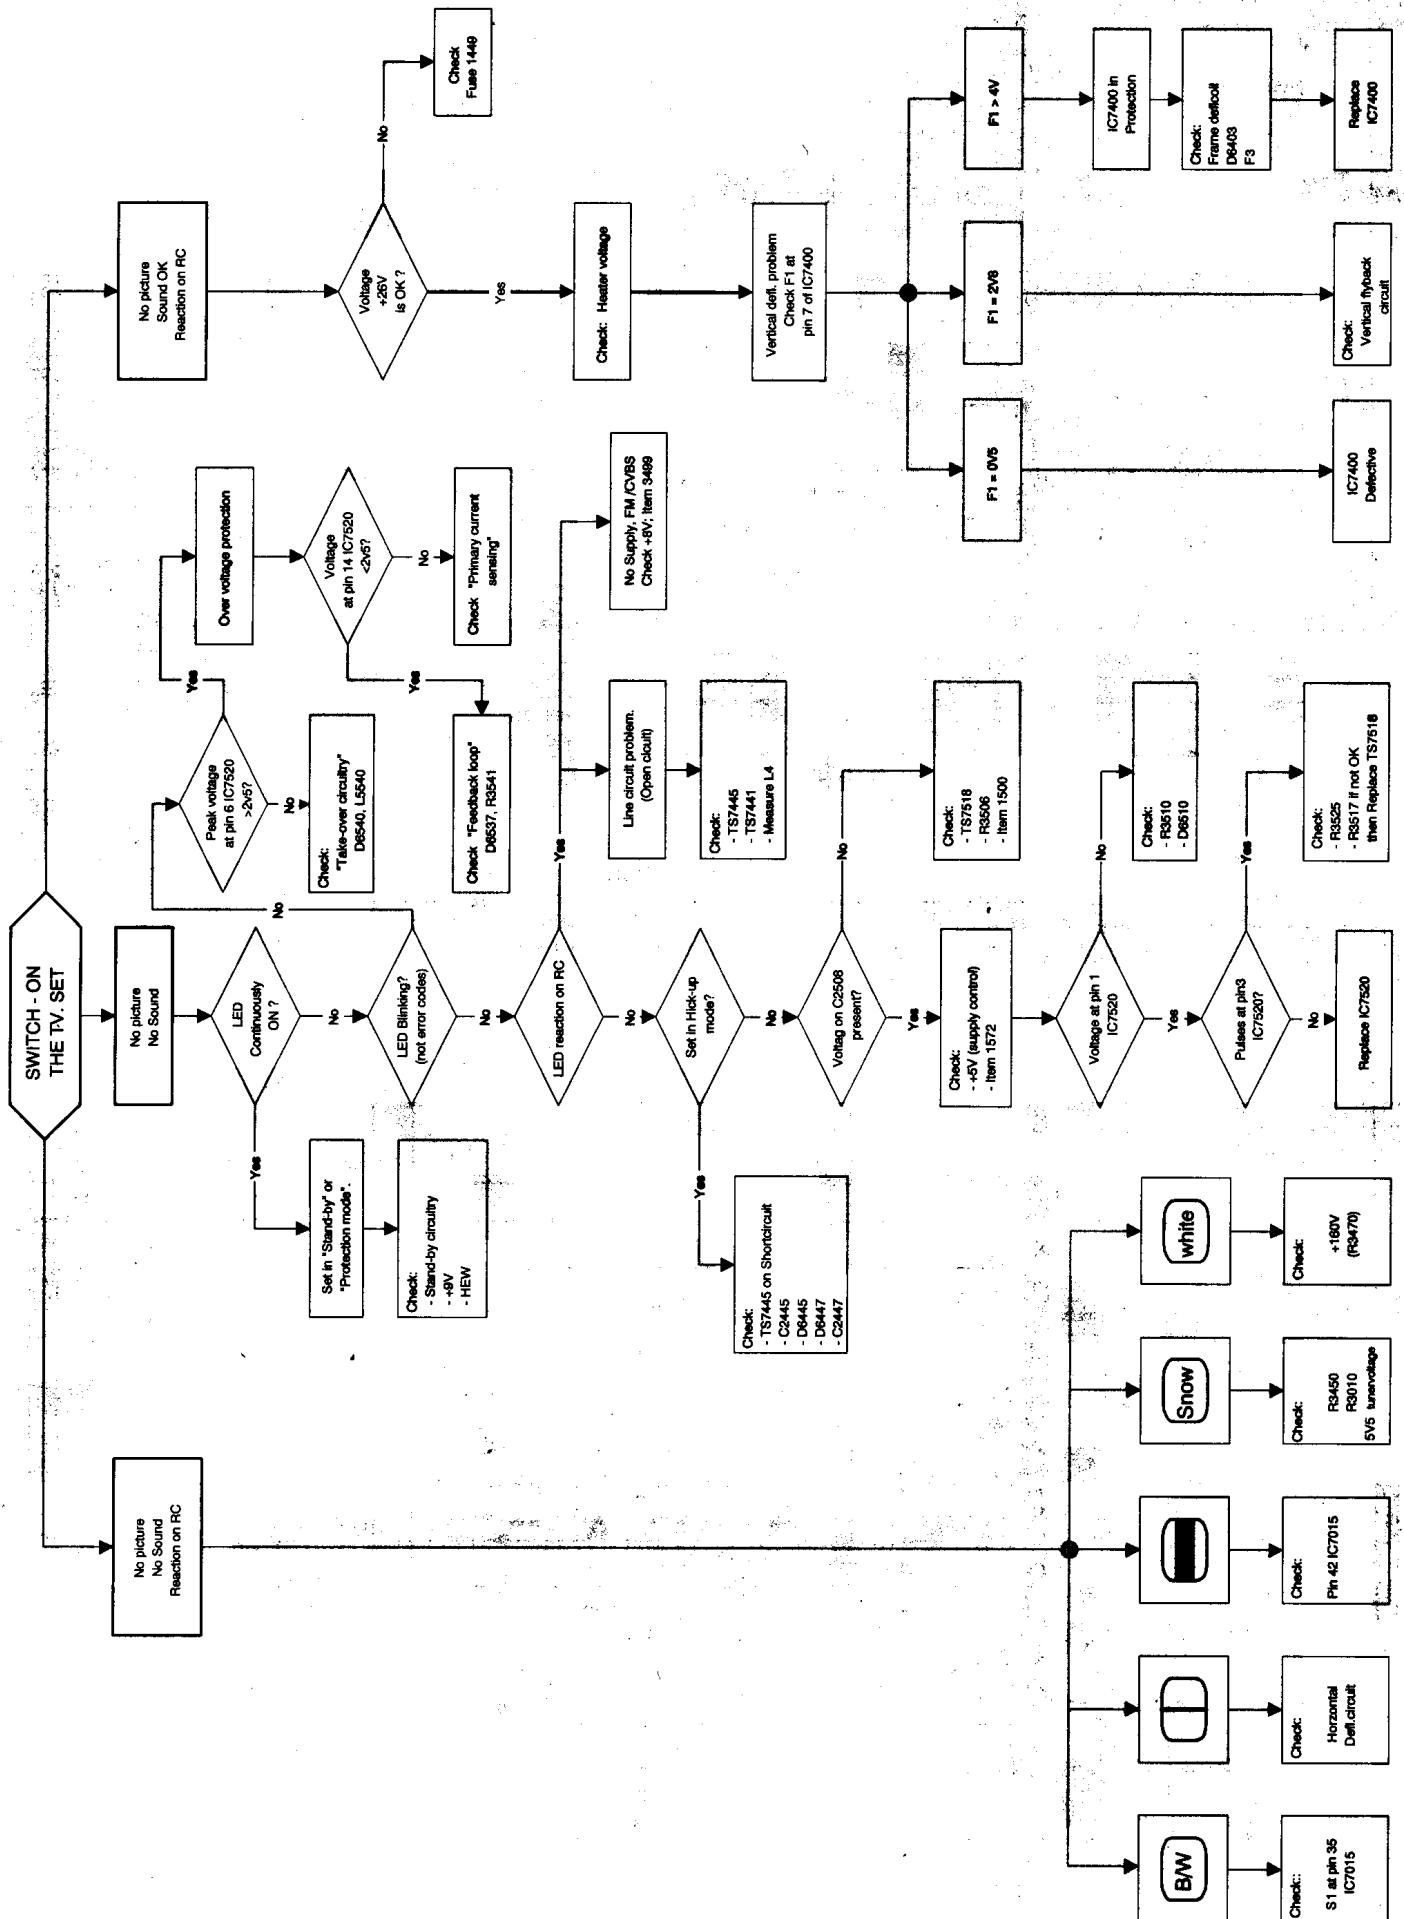 SWITCH - ON
THE T.V. SET
No picture
No Sound
Reaction on RC
B/W
Check::
S1 at pin 35
IC7015
Check:
Horzontal
Defl.circuit
Check:
Pin 42 IC7015
Snow
Check:
R3450
R3010
5V5 tunervoltage
white
Check:
+160V
(R3470)
No picture
No Sound
LED
Continuously
ON ?
Yes
Set in "Stand-by" or
"Protection mode".
Check:
- Stand-by circuitry
- +9V
- HEW
No
LED Blinking?
(not error codes)
No
Peak voltage
at pin 6 IC7520
>2v5?
No
Check:
"Take-over circuitry"
D6540, L5540
Yes
Over voltage protection
Voltage
at pin 14 IC7520
<2v5?
No
Check "Primary current
sensing"
Yes
Check "Feedback loop"
D6537, R3541
No
LED reaction on RC
Yes
Line circuit problem.
(Open cicuit)
Check:
- TS7445
- TS7441
- Measure L4
No Supply, FM /CVBS
Check +8V; Item 3499
No
Set in Hick-up
mode?
Yes
Check:
- TS7445 on Shortcircuit
- C2445
- D6445
- D6447
- C2447
No
Voltag on C2508
present?
No
Check:
- TS7518
- R3506
- Item 1500
Yes
Check:
- +5V (supply control)
- Item 1572
Voltage at pin 1
IC7520
No
Check:
- R3510
- D6510
Yes
Pulses at pin3
IC7520?
Yes
Check:
- R3525
- R3517 if not OK
then Replace TS7518
No
Replace IC7520
No picture
Sound OK
Reaction on RC
Voltage
+26V
is OK ?
No
Check
Fuse 1449
Yes
Check: Heater voltage
Vertical defl. problem
Check F1 at
pin 7 of IC7400
F1 = 0V5
IC7400
Defective
F1 = 2V8
Check:
Vertical flyback
circuit
F1 > 4V
IC7400 in
Protection
Check:
Frame deflcoil
D6403
F3
Replace
IC7400